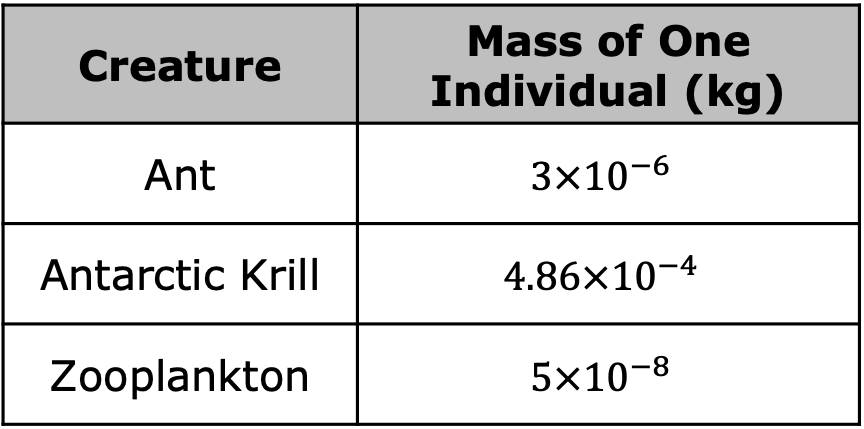 Creature
Mass of One
Individual (kg)
Ant
3×10⁻⁶
Antarctic Krill
4.86×10⁻⁴
Zooplankton
5×10⁻⁸